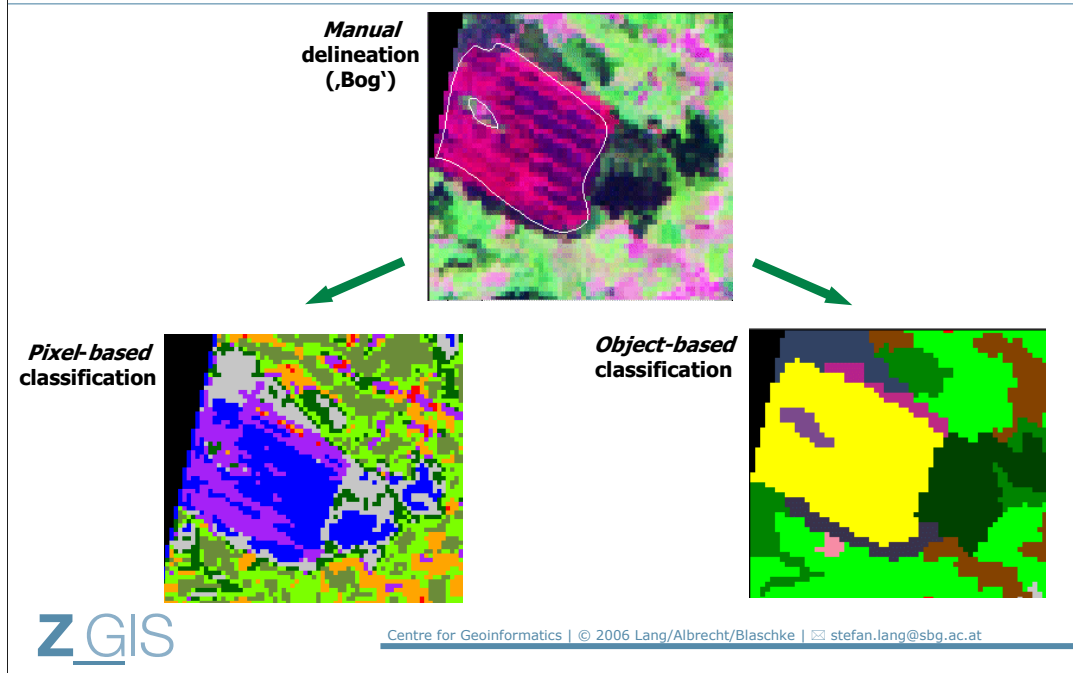 Manual
delineation
(‚Bog‘)
Pixel-based
classification
Object-based
classification
Z_GIS
Centre for Geoinformatics | © 2006 Lang/Albrecht/Blaschke | ✉ stefan.lang@sbg.ac.at